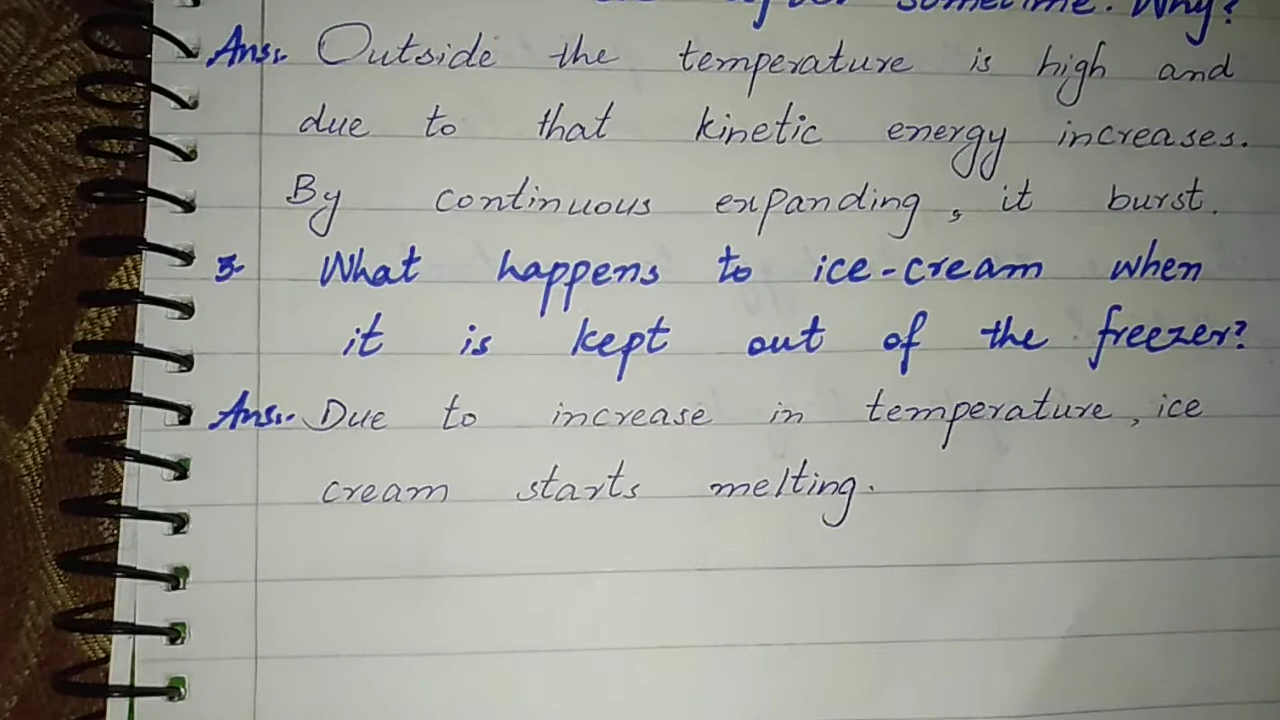 sometime. Why?
Ans:. Outside the temperature is high and
due to that kinetic energy increases.
By continuous expanding, it burst.
3- What happens to ice-cream when
it is kept out of the freezer?
Ans:. Due to increase in temperature, ice
cream starts melting.